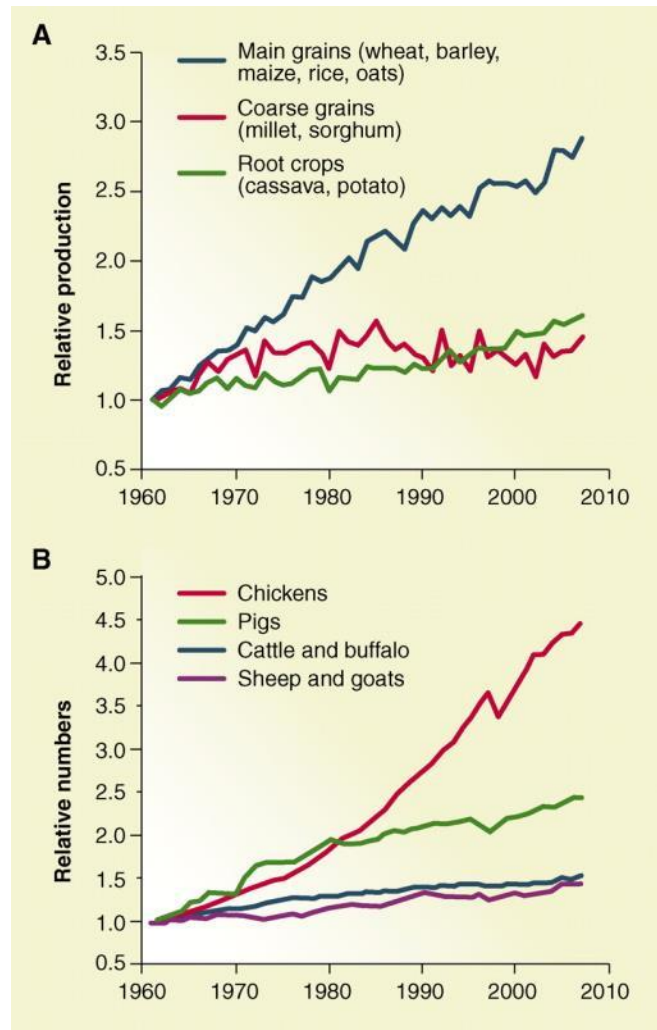 A
3.5
3.0
2.5
2.0
1.5
1.0
0.5
Relative production
Main grains (wheat, barley,
maize, rice, oats)
Coarse grains
(millet, sorghum)
Root crops
(cassava, potato)
1960 1970 1980 1990 2000 2010
B
5.0
4.5
4.0
3.5
3.0
2.5
2.0
1.5
1.0
0.5
Relative numbers
Chickens
Pigs
Cattle and buffalo
Sheep and goats
1960 1970 1980 1990 2000 2010